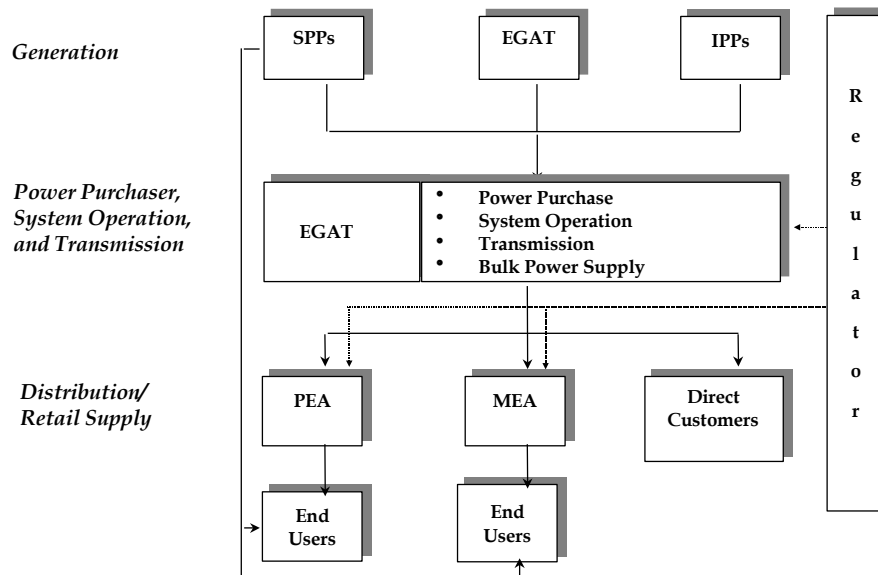 Generation
SPPs
EGAT
IPPs
Power Purchaser,
System Operation,
and Transmission
EGAT
• Power Purchase
• System Operation
• Transmission
• Bulk Power Supply
Distribution/
Retail Supply
PEA
MEA
Direct
Customers
End
Users
End
Users
R
e
g
u
l
a
t
o
r